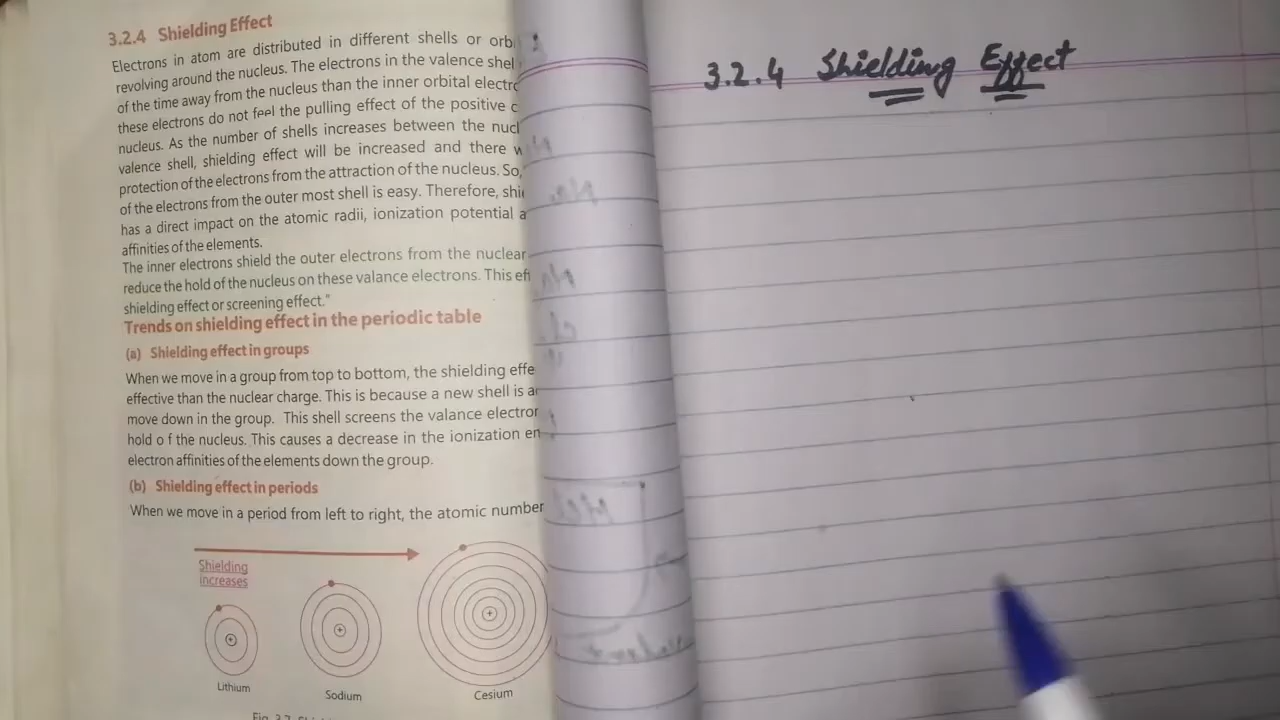 3.2.4 Shielding Effect
Electrons in atom are distributed in different shells or orb
revolving around the nucleus. The electrons in the valence shel
of the time away from the nucleus than the inner orbital electro
these electrons do not feel the pulling effect of the positive c
nucleus. As the number of shells increases between the nucl
valence shell, shielding effect will be increased and there w
protection of the electrons from the attraction of the nucleus. So,
of the electrons from the outer most shell is easy. Therefore, shi
has a direct impact on the atomic radii, ionization potential a
affinities of the elements.
The inner electrons shield the outer electrons from the nuclear
reduce the hold of the nucleus on these valance electrons. This eff
shielding effect or screening effect."
Trends on shielding effect in the periodic table
(a) Shielding effect in groups
When we move in a group from top to bottom, the shielding effe
effective than the nuclear charge. This is because a new shell is a
move down in the group. This shell screens the valance electron
hold o f the nucleus. This causes a decrease in the ionization en
electron affinities of the elements down the group.
(b) Shielding effect in periods
When we move in a period from left to right, the atomic number
Shielding
increases
Lithium
Sodium
Cesium
3.2.4 Shielding Effect